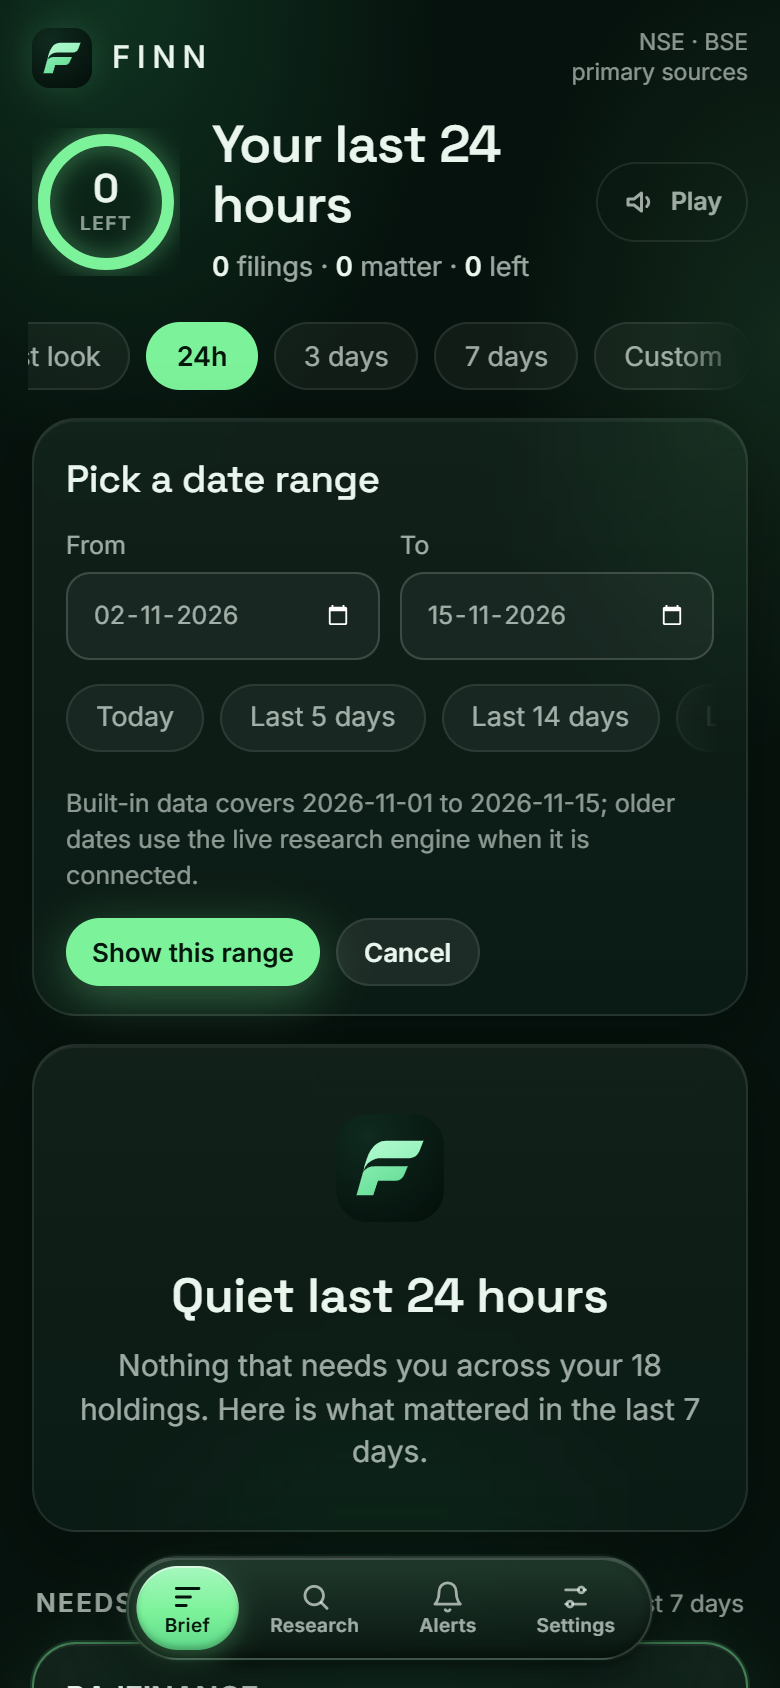 FINN
NSE · BSE
primary sources
0
LEFT
Your last 24
hours
0 filings · 0 matter · 0 left
Play
look
24h
3 days
7 days
Custom
Pick a date range
From
To
02-11-2026
15-11-2026
Today
Last 5 days
Last 14 days
Built-in data covers 2026-11-01 to 2026-11-15; older
dates use the live research engine when it is
connected.
Show this range
Cancel
Quiet last 24 hours
Nothing that needs you across your 18
holdings. Here is what mattered in the last 7
days.
NEEDS
7 days
Brief
Research
Alerts
Settings